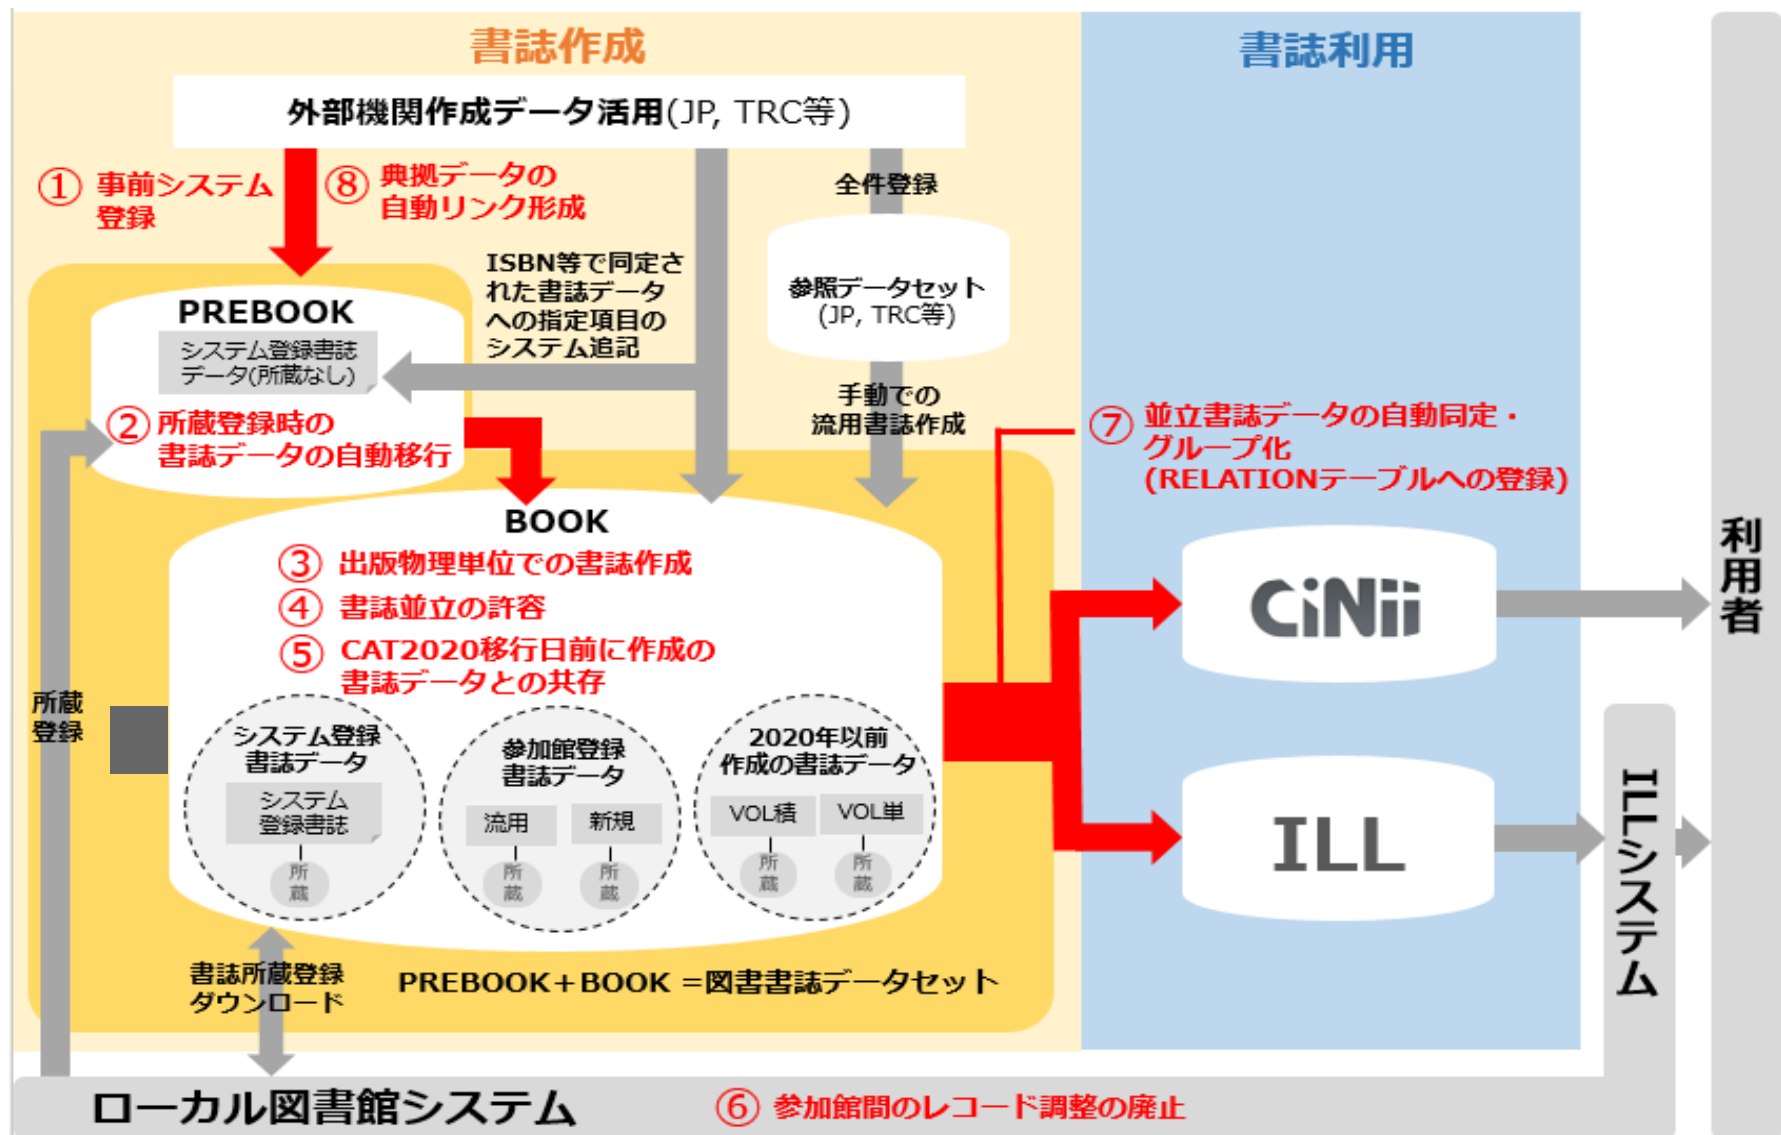 書誌作成
書誌利用
外部機関作成データ活用(JP, TRC等)
① 事前システム
登録
⑧ 典拠データの
自動リンク形成
全件登録
ISBN等で同定さ
れた書誌データ
への指定項目の
システム追記
参照データセット
(JP, TRC等)
PREBOOK
システム登録書誌
データ(所蔵なし)
手動での
流用書誌作成
② 所蔵登録時の
書誌データの自動移行
⑦ 並立書誌データの自動同定・
グループ化
(RELATIONテーブルへの登録)
BOOK
③ 出版物理単位での書誌作成
④ 書誌並立の許容
⑤ CAT2020移行日前に作成の
書誌データとの共存
CiNii
利用者
所蔵
登録
システム登録
書誌データ
システム
登録書誌
所
蔵
参加館登録
書誌データ
流用
新規
所
蔵
所
蔵
2020年以前
作成の書誌データ
VOL積
VOL単
所
蔵
所
蔵
ILL
ILLシステム
書誌所蔵登録
ダウンロード
PREBOOK+BOOK =図書書誌データセット
ローカル図書館システム
⑥ 参加館間のレコード調整の廃止